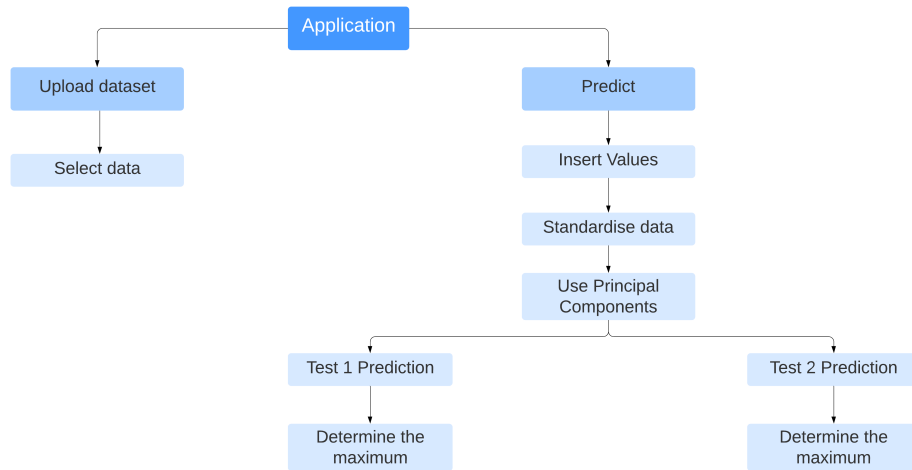 Application
Upload dataset
Predict
Select data
Insert Values
Standardise data
Use Principal
Components
Test 1 Prediction
Test 2 Prediction
Determine the
maximum
Determine the
maximum